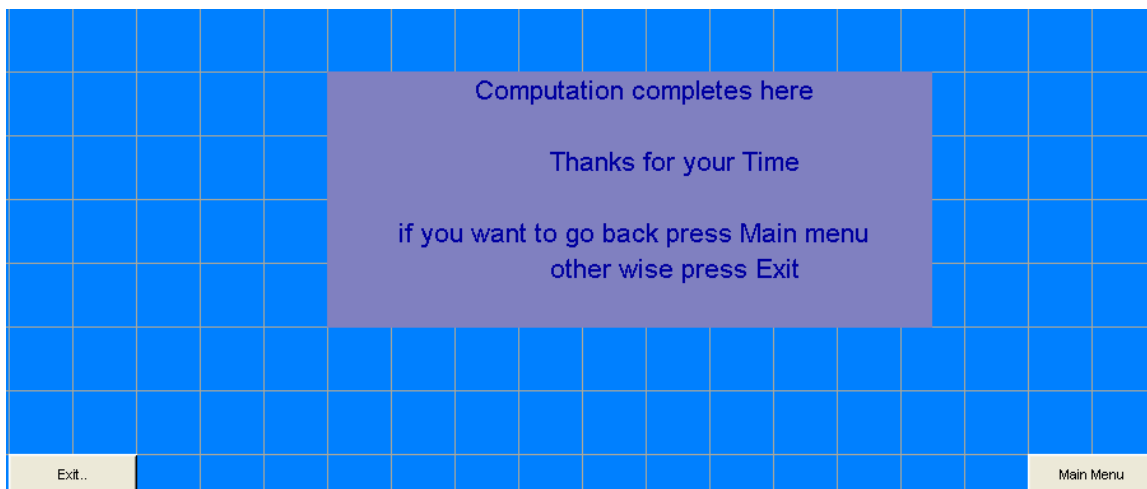 Computation completes here
Thanks for your Time
if you want to go back press Main menu
other wise press Exit
Exit..
Main Menu